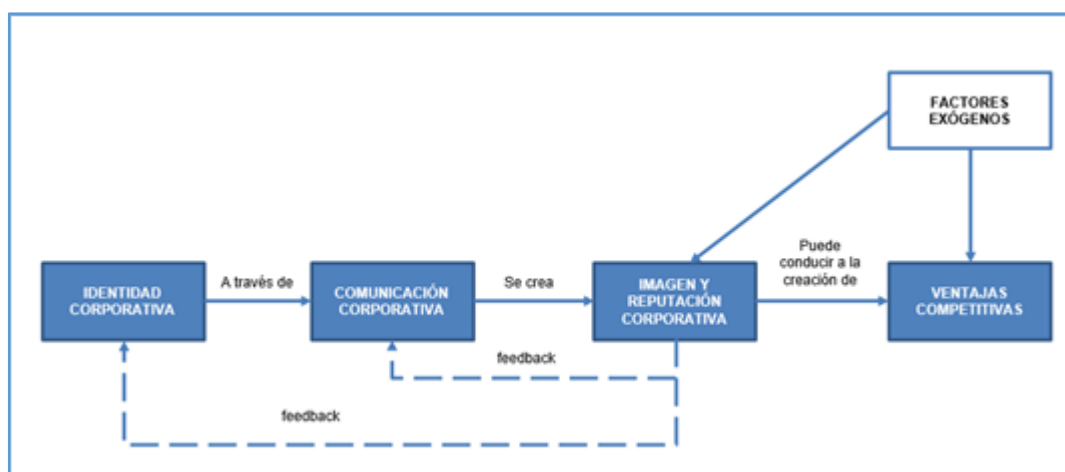 FACTORES
EXÓGENOS
Puede
conducir a la
creación de
A través de
Se crea
IDENTIDAD
CORPORATIVA
COMUNICACIÓN
CORPORATIVA
IMAGEN Y
REPUTACIÓN
CORPORATIVA
VENTAJAS
COMPETITIVAS
feedback
feedback